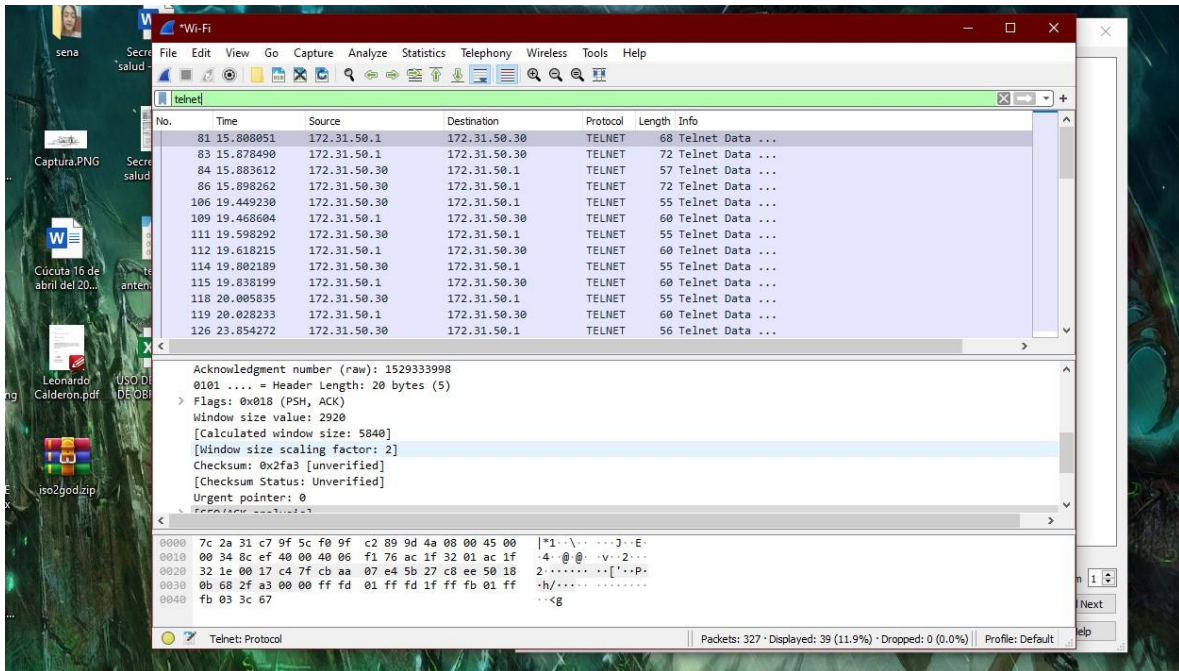 sena
Captura.PNG
Cúcuta 16 de
abril del 20...
Leonardo
Calderon.pdf
iso2god.zip
*Wi-Fi
File Edit View Go Capture Analyze Statistics Telephony Wireless Tools Help
telnet
No. Time Source Destination Protocol Length Info
81 15.808051 172.31.50.1 172.31.50.30 TELNET 68 Telnet Data ...
83 15.878490 172.31.50.1 172.31.50.30 TELNET 72 Telnet Data ...
84 15.883612 172.31.50.30 172.31.50.1 TELNET 57 Telnet Data ...
86 15.898262 172.31.50.30 172.31.50.1 TELNET 72 Telnet Data ...
106 19.449230 172.31.50.30 172.31.50.1 TELNET 55 Telnet Data ...
109 19.468604 172.31.50.1 172.31.50.30 TELNET 60 Telnet Data ...
111 19.598292 172.31.50.30 172.31.50.1 TELNET 55 Telnet Data ...
112 19.618215 172.31.50.1 172.31.50.30 TELNET 60 Telnet Data ...
114 19.802189 172.31.50.30 172.31.50.1 TELNET 55 Telnet Data ...
115 19.838199 172.31.50.1 172.31.50.30 TELNET 60 Telnet Data ...
118 20.005835 172.31.50.30 172.31.50.1 TELNET 55 Telnet Data ...
119 20.028233 172.31.50.1 172.31.50.30 TELNET 60 Telnet Data ...
126 23.854272 172.31.50.30 172.31.50.1 TELNET 56 Telnet Data ...
Acknowledgment number (raw): 1529333998
0101 .... = Header Length: 20 bytes (5)
Flags: 0x018 (PSH, ACK)
Window size value: 2920
[Calculated window size: 5840]
[Window size scaling factor: 2]
Checksum: 0x2fa3 [unverified]
[Checksum Status: Unverified]
Urgent pointer: 0
0000 7c 2a 31 c7 9f 5c f0 9f c2 89 9d 4a 08 00 45 00 |*1··\·· ···J··E·
0010 00 34 8c ef 40 00 40 06 f1 76 ac 1f 32 01 ac 1f ·4··@·@· ·v··2···
0020 32 1e 00 17 c4 7f cb aa 07 e4 5b 27 c8 ee 50 18 2······· ··['··P·
0030 0b 68 2f a3 00 00 ff fd 01 ff fd 1f ff fb 01 ff ·h/····· ········
0040 fb 03 3c 67 ··<g
Telnet: Protocol
Packets: 327 · Displayed: 39 (11.9%) · Dropped: 0 (0.0%)
Profile: Default
1
Next